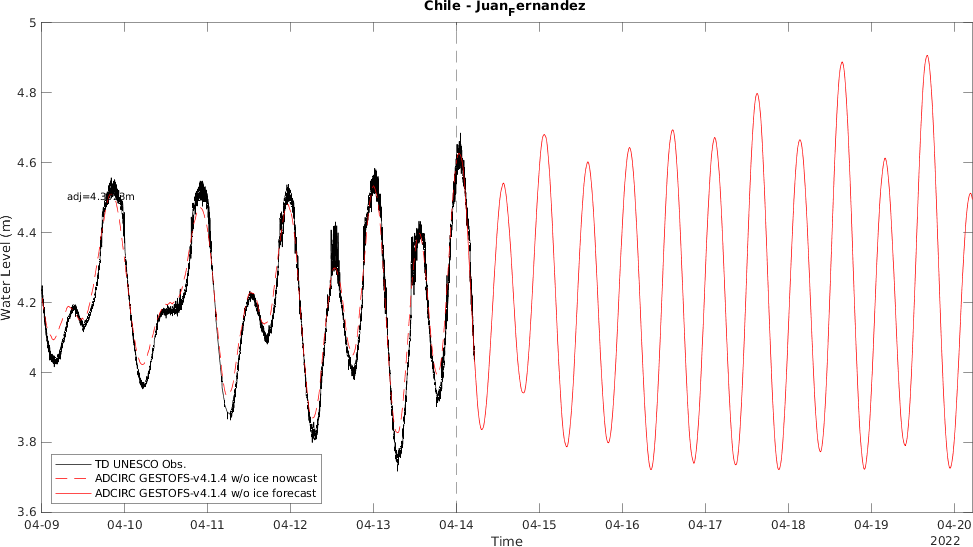 Chile - JuanFernandez
5
4.8
4.6
4.4
4.2
4
3.8
3.6
Water Level (m)
TD UNESCO Obs.
ADCIRC GESTOFS-v4.1.4 w/o ice nowcast
ADCIRC GESTOFS-v4.1.4 w/o ice forecast
04-09 04-10 04-11 04-12 04-13 04-14 04-15 04-16 04-17 04-18 04-19 04-20
Time
2022